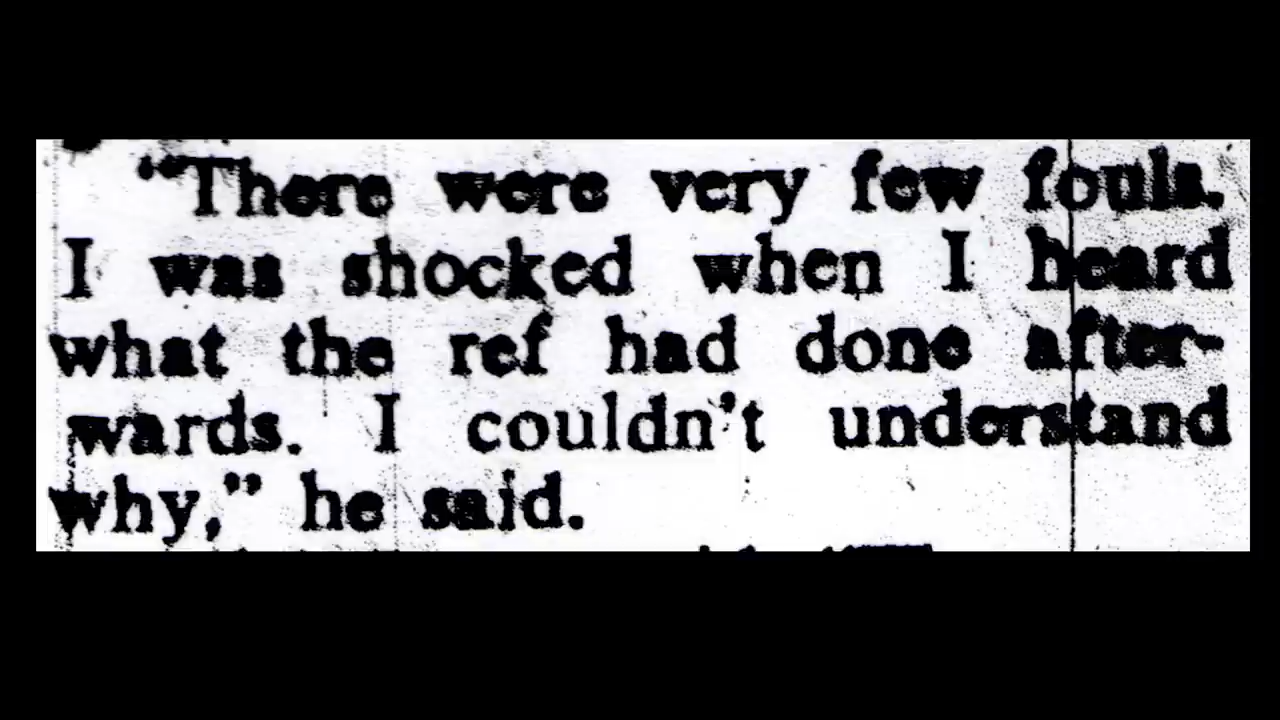 “There were very few fouls.
I was shocked when I heard
what the ref had done after-
wards. I couldn't understand
why,” he said.